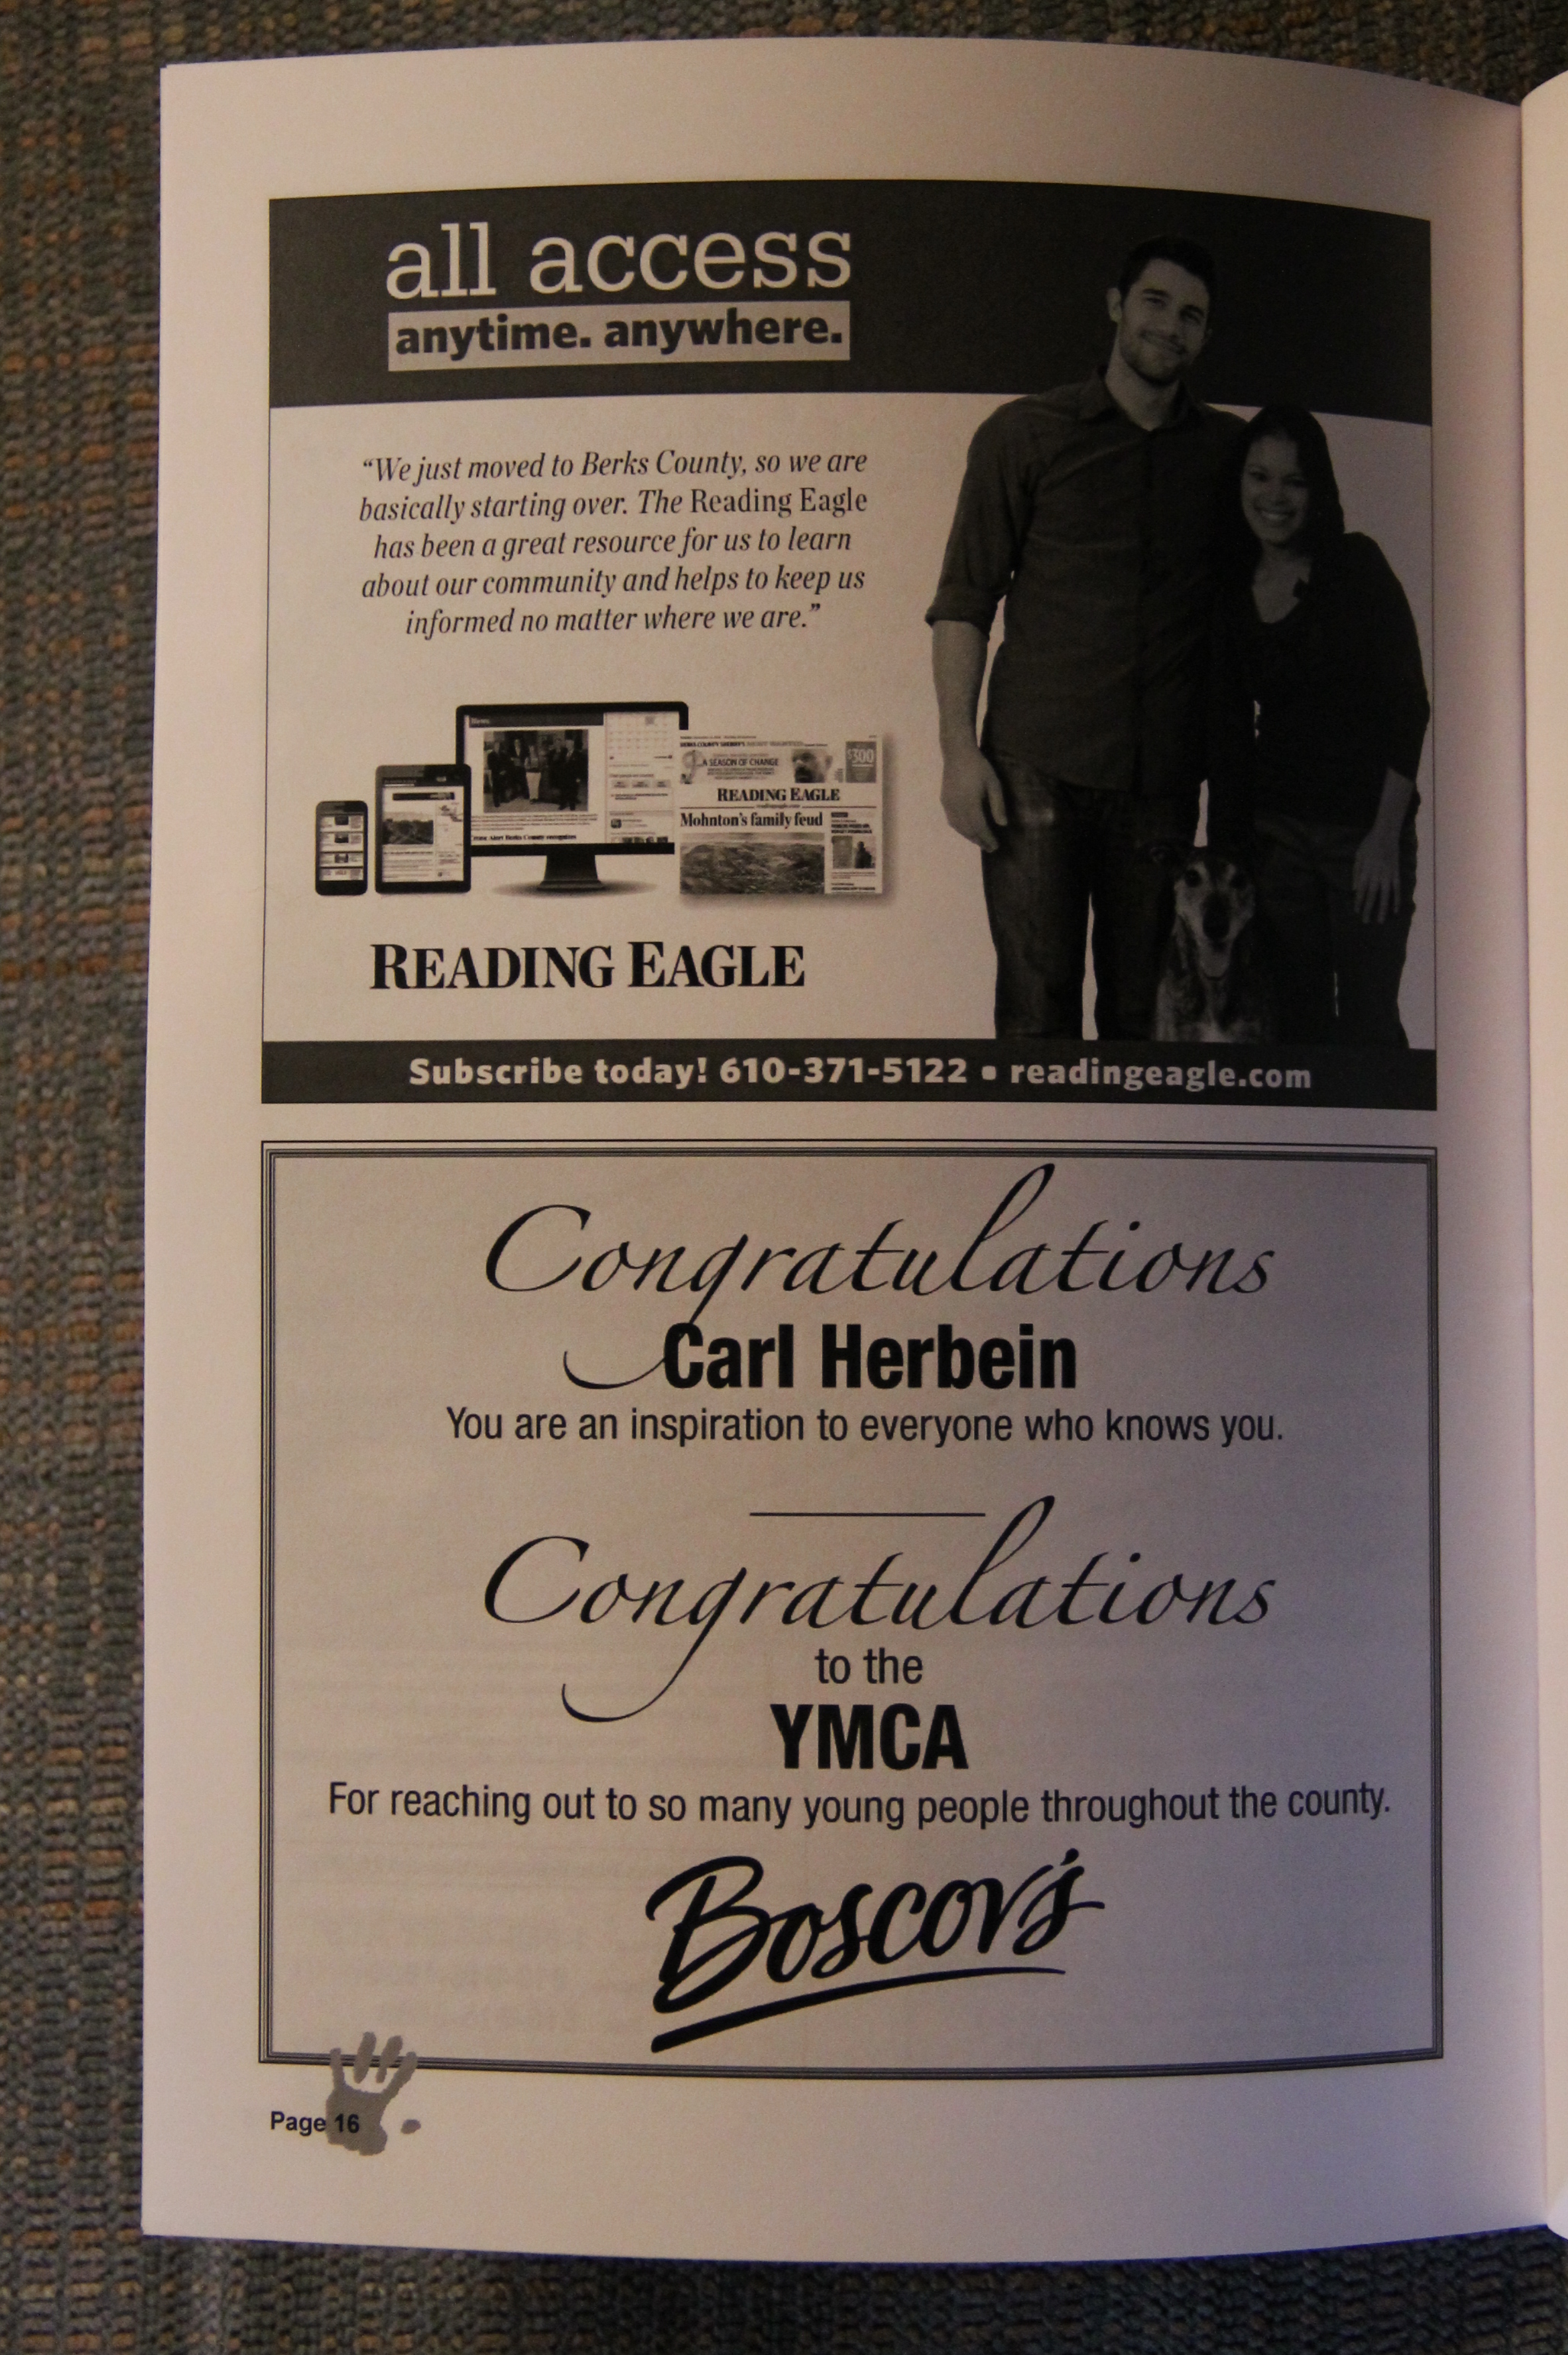 all access
anytime. anywhere.
“We just moved to Berks County, so we are
basically starting over. The Reading Eagle
has been a great resource for us to learn
about our community and helps to keep us
informed no matter where we are.”
A SEASON OF CHANGE
$300
READING EAGLE
Mohnton's family feud
READING EAGLE
Subscribe today! 610-371-5122 ▪ readingeagle.com
Congratulations
Carl Herbein
You are an inspiration to everyone who knows you.
Congratulations
to the
YMCA
For reaching out to so many young people throughout the county.
Boscov's
Page 16